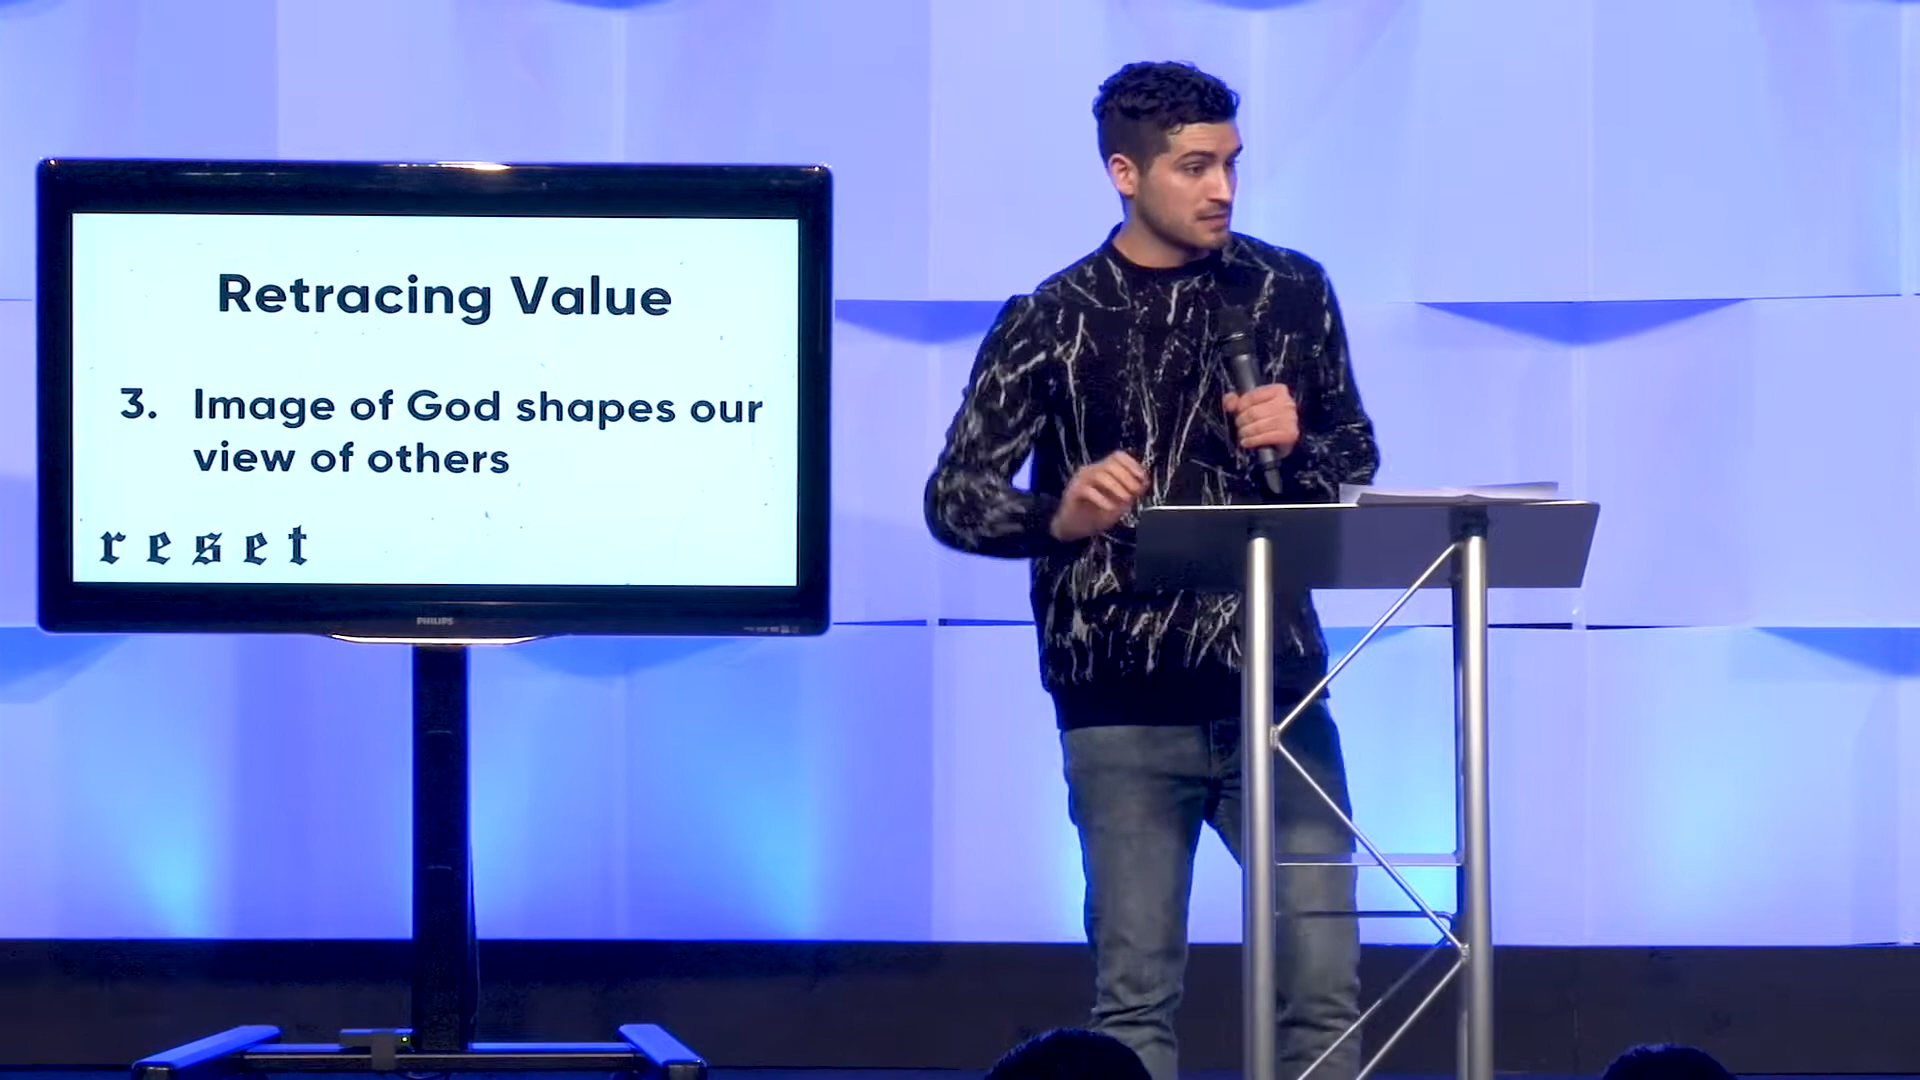 Retracing Value
3. Image of God shapes our
view of others
reset
PHILIPS